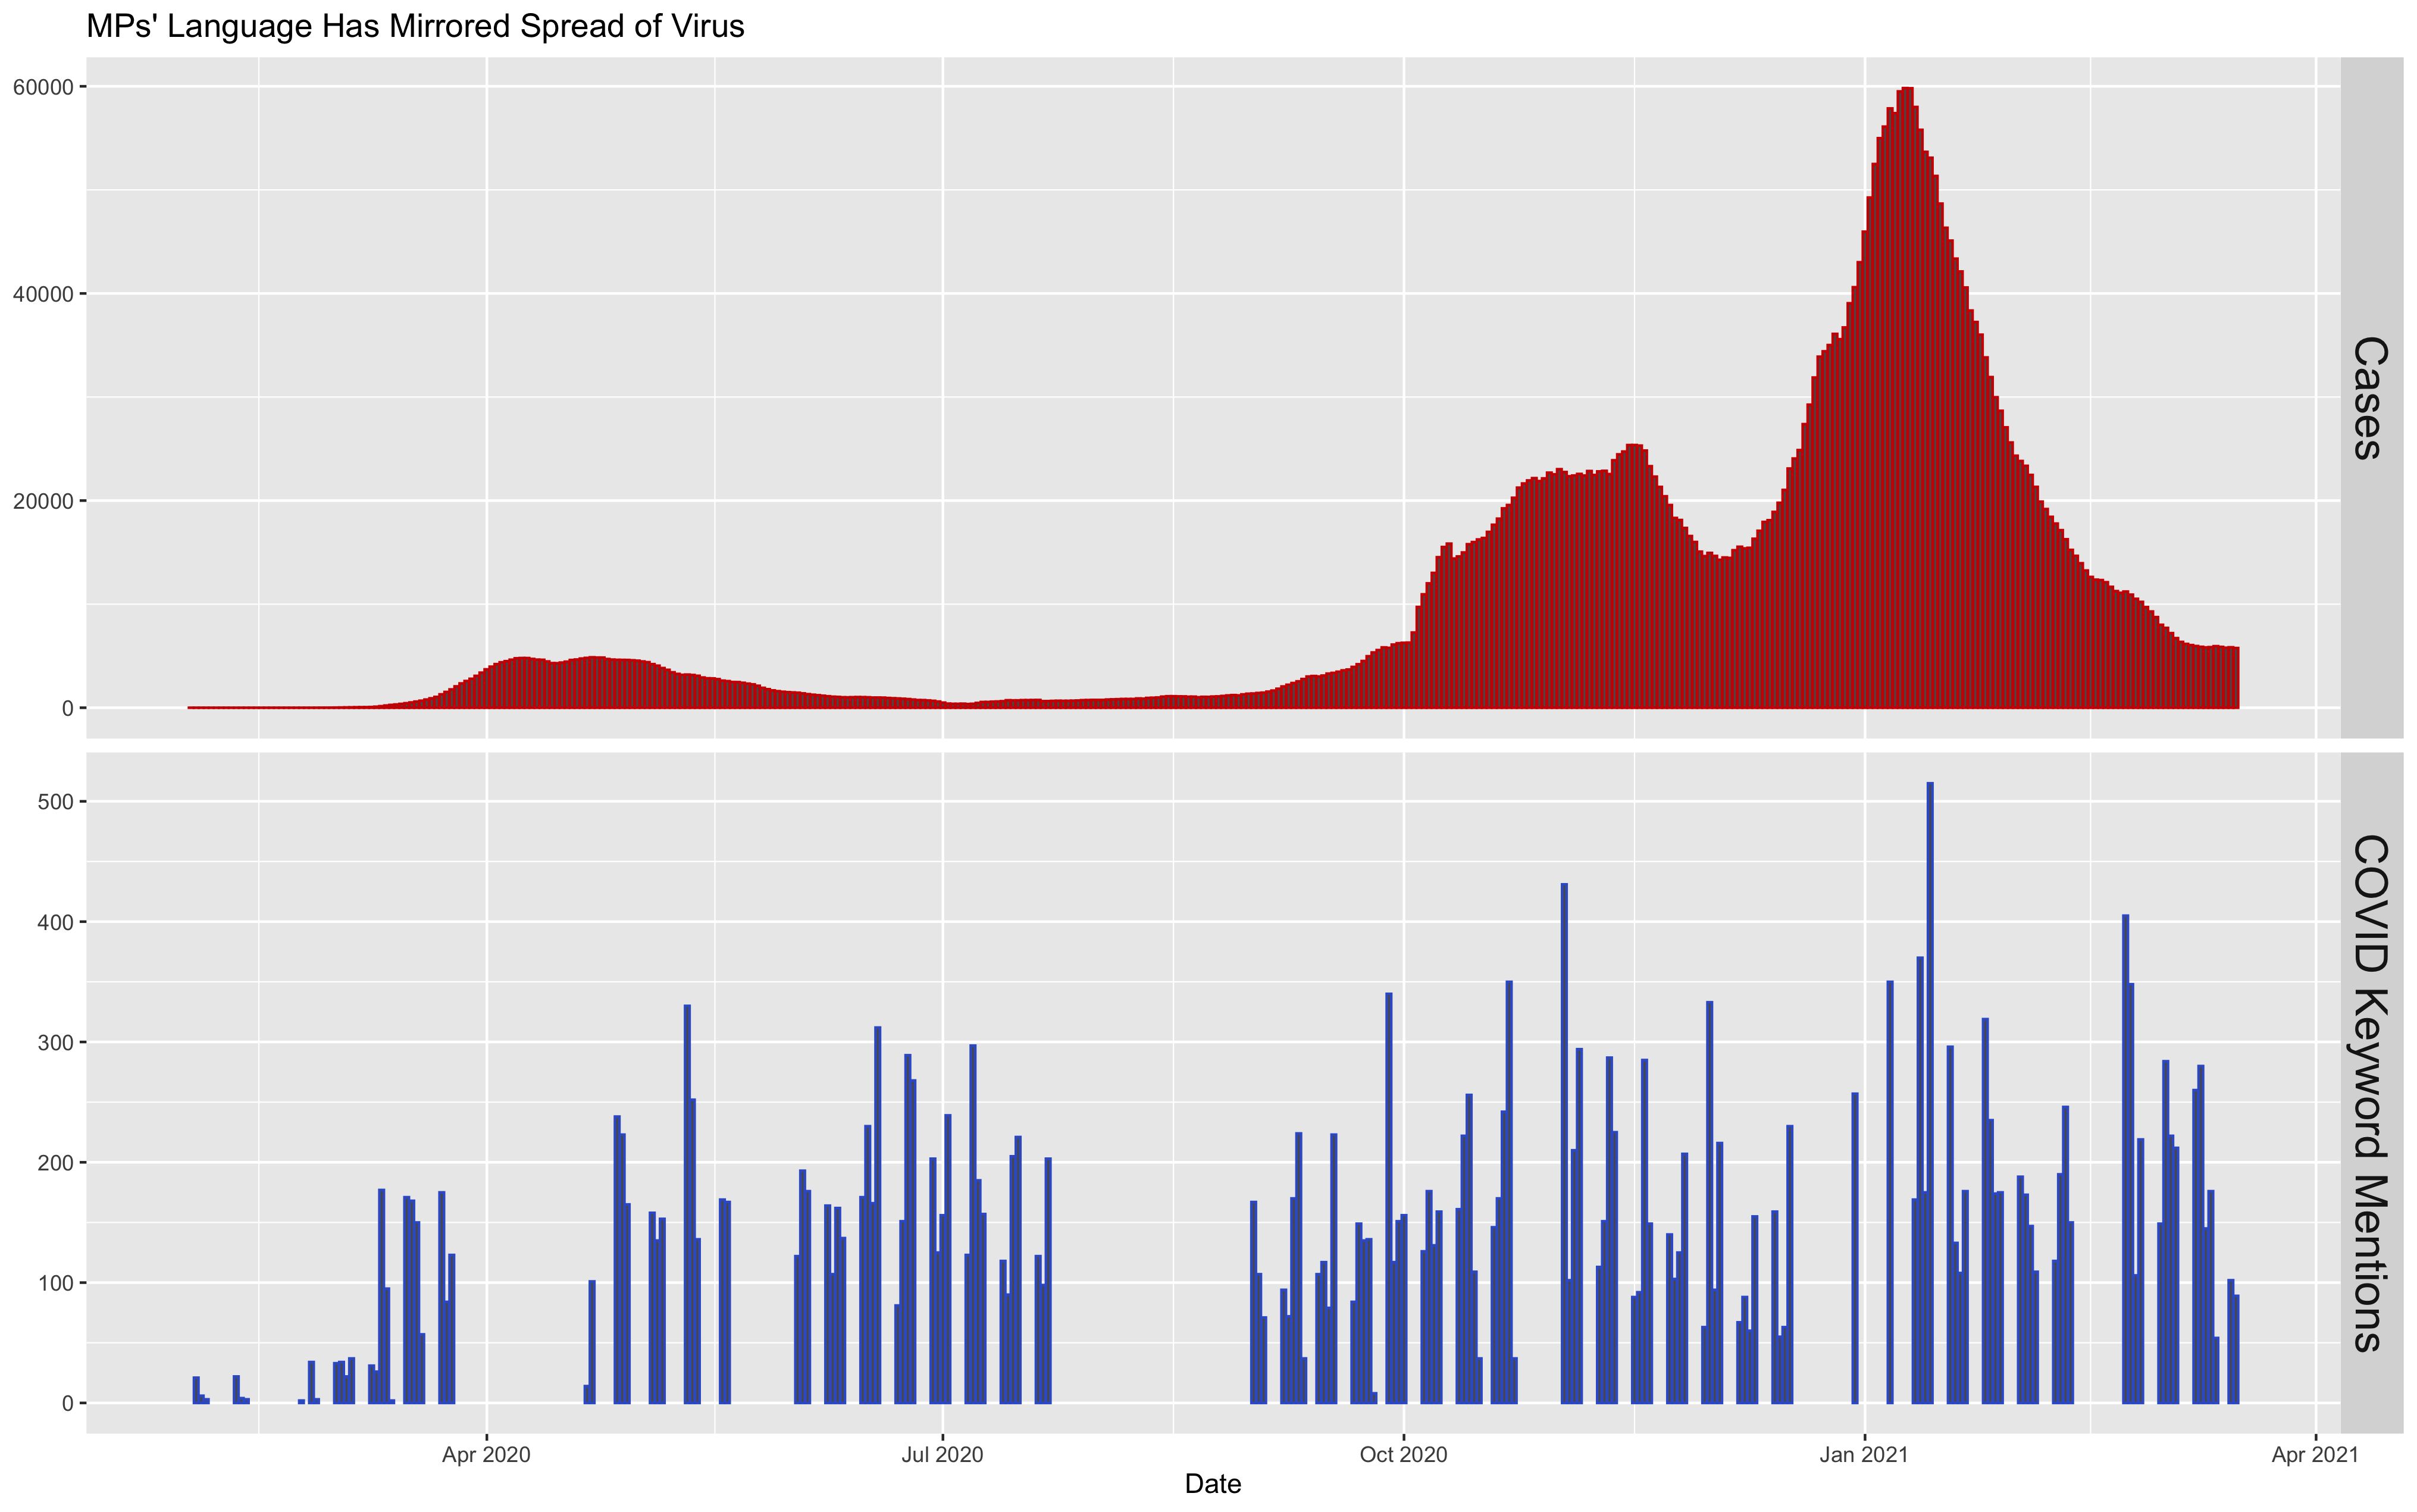 MPs' Language Has Mirrored Spread of Virus
60000
40000
20000
0
Cases
500
400
300
200
100
0
COVID Keyword Mentions
Apr 2020
Jul 2020
Oct 2020
Jan 2021
Apr 2021
Date